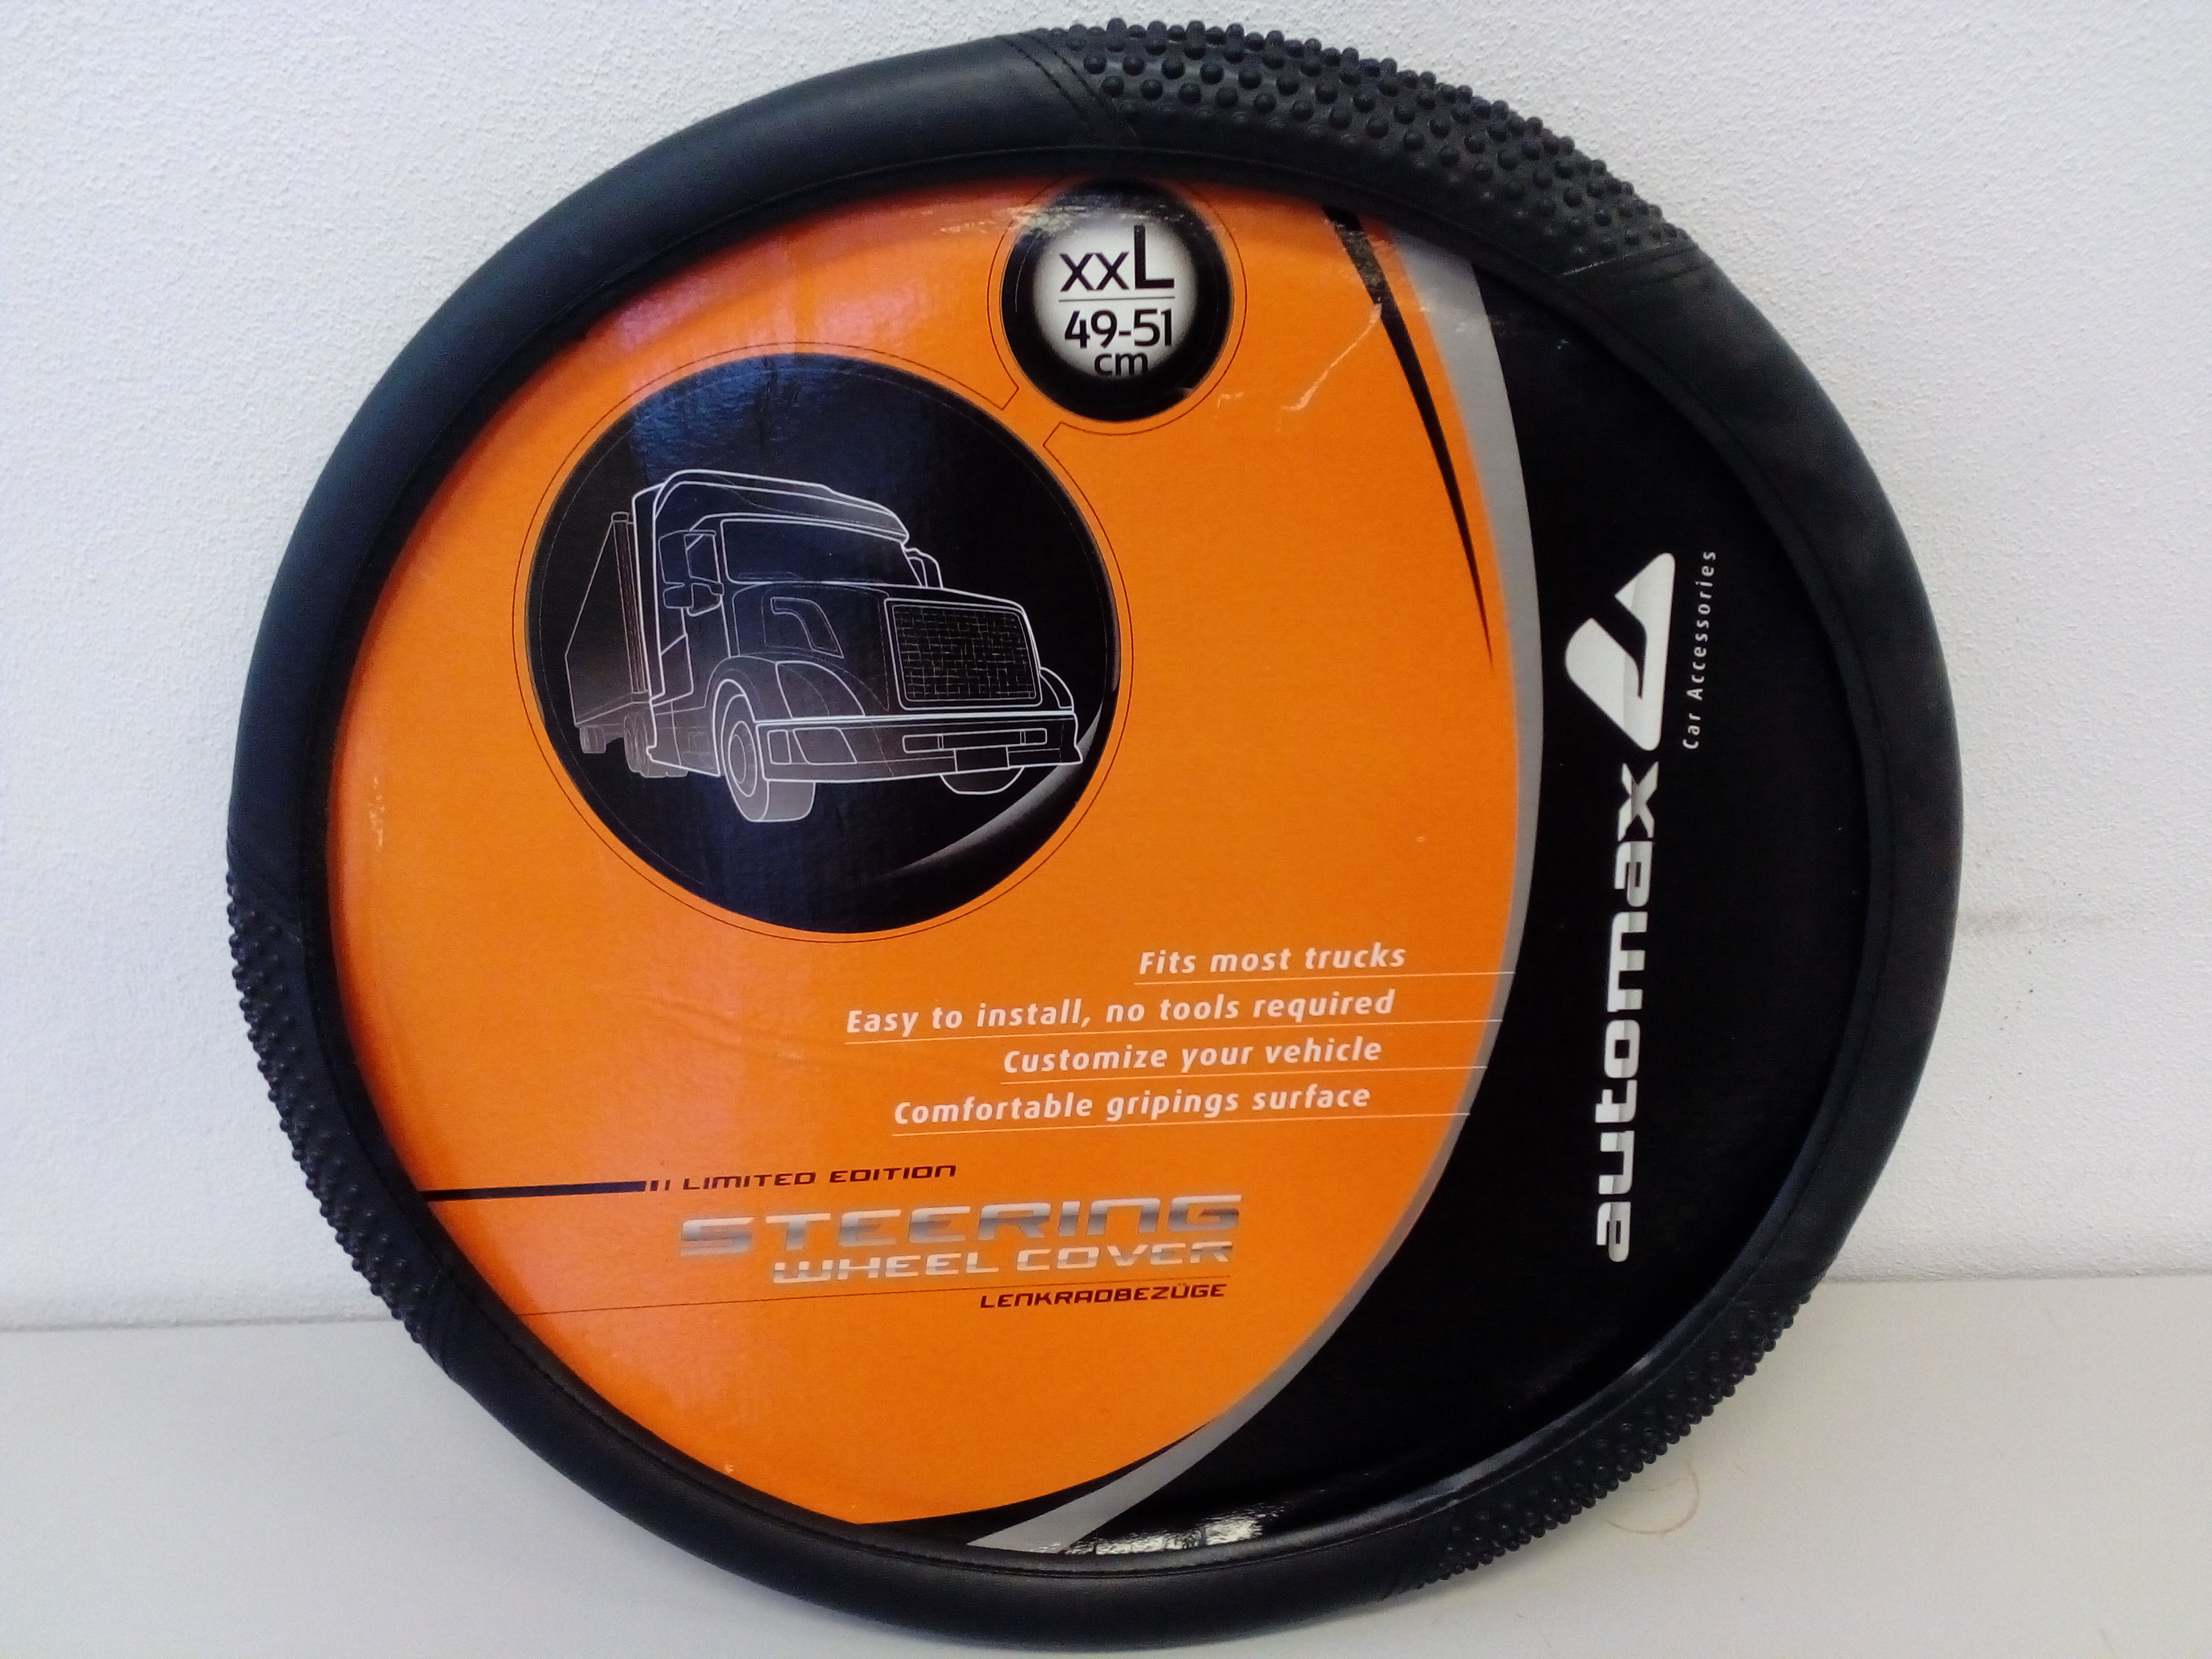 xxL
49-51
cm
Fits most trucks
Easy to install, no tools required
Customize your vehicle
Comfortable gripings surface
LIMITED EDITION
STEERING
WHEEL COVER
LENKRADBEZÜGE
automax
Car Accessories